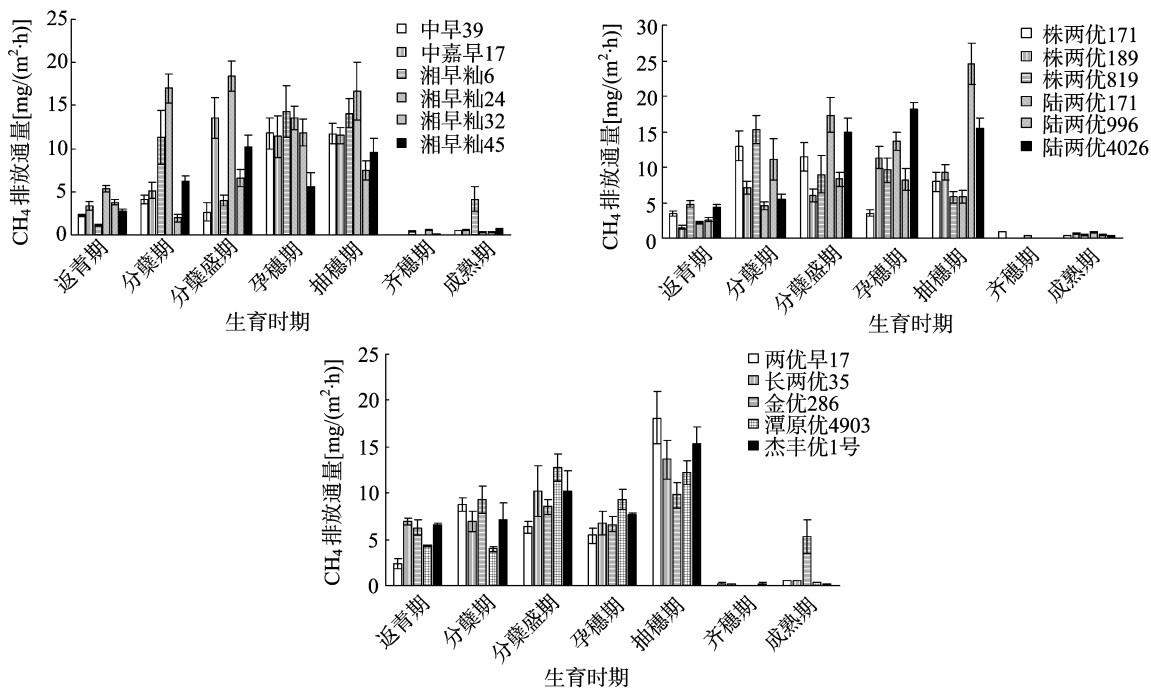 CH₄ 排放通量[mg/(m²·h)]
25
20
15
10
5
0
中早39
中嘉早17
湘早籼6
湘早籼24
湘早籼32
湘早籼45
返青期
分蘖期
分蘖盛期
孕穗期
抽穗期
齐穗期
成熟期
生育时期
CH₄ 排放通量[mg/(m²·h)]
30
25
20
15
10
5
0
株两优171
株两优189
株两优819
陆两优171
陆两优996
陆两优4026
返青期
分蘖期
分蘖盛期
孕穗期
抽穗期
齐穗期
成熟期
生育时期
CH₄ 排放通量[mg/(m²·h)]
25
20
15
10
5
0
两优早17
长两优35
金优286
潭原优4903
杰丰优1号
返青期
分蘖期
分蘖盛期
孕穗期
抽穗期
齐穗期
成熟期
生育时期